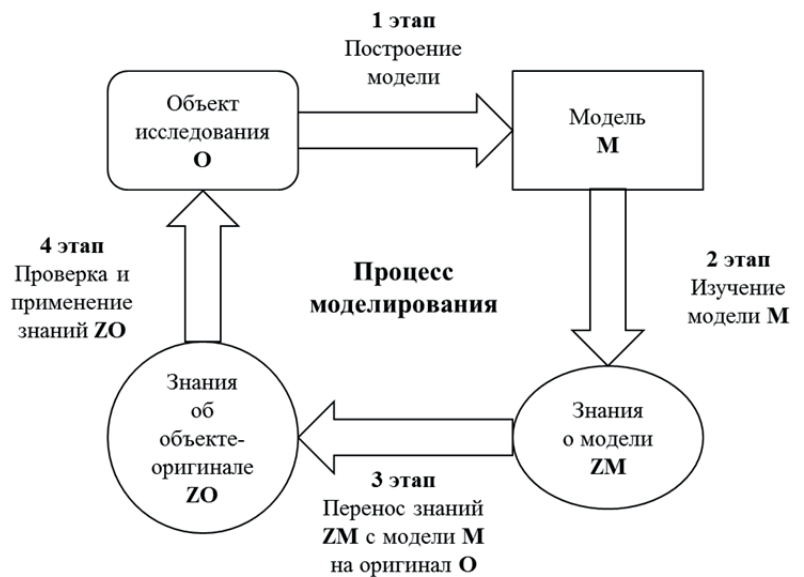 1 этап
Построение
модели
Объект
исследования
О
Модель
М
4 этап
Проверка и
применение
знаний ZO
Процесс
моделирования
2 этап
Изучение
модели М
Знания
об
объекте-
оригинале
ZO
Знания
о модели
ZM
3 этап
Перенос знаний
ZM с модели М
на оригинал О